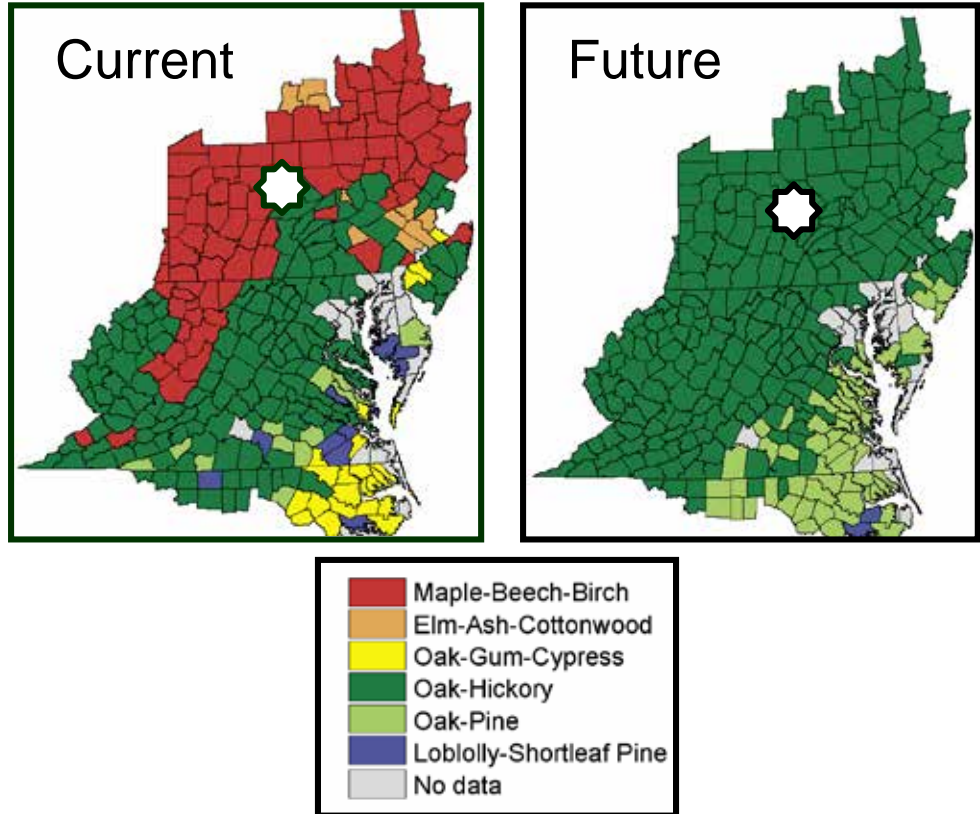 Current
Future
Maple-Beech-Birch
Elm-Ash-Cottonwood
Oak-Gum-Cypress
Oak-Hickory
Oak-Pine
Loblolly-Shortleaf Pine
No data